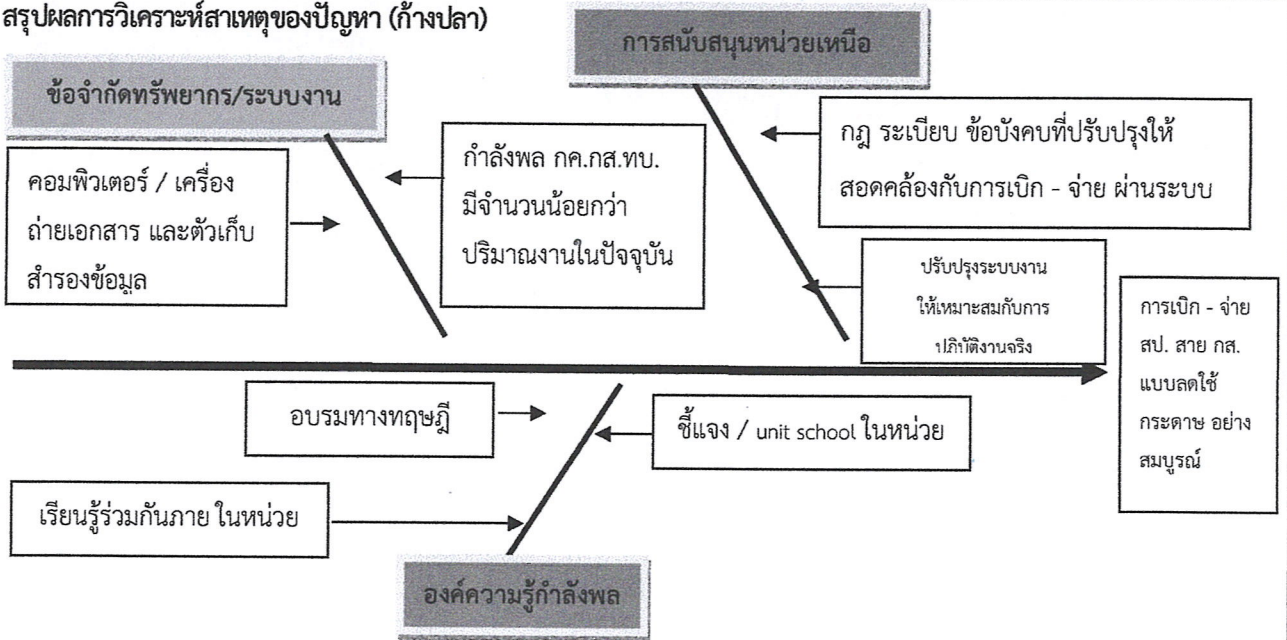 สรุปผลการวิเคราะห์สาเหตุของปัญหา (ก้างปลา)
การสนับสนุนหน่วยเหนือ
ข้อจำกัดทรัพยากร/ระบบงาน
กฎ ระเบียบ ข้อบังคบที่ปรับปรุงให้
สอดคล้องกับการเบิก - จ่าย ผ่านระบบ
คอมพิวเตอร์ / เครื่อง
ถ่ายเอกสาร และตัวเก็บ
สำรองข้อมูล
กำลังพล กค.กส.ทบ.
มีจำนวนน้อยกว่า
ปริมาณงานในปัจจุบัน
ปรับปรุงระบบงาน
ให้เหมาะสมกับการ
ปฏิบัติงานจริง
การเบิก - จ่าย
สป. สาย กส.
แบบลดใช้
กระดาษ อย่าง
สมบูรณ์
อบรมทางทฤษฎี
ชี้แจง / unit school ในหน่วย
เรียนรู้ร่วมกันภาย ในหน่วย
องค์ความรู้กำลังพล